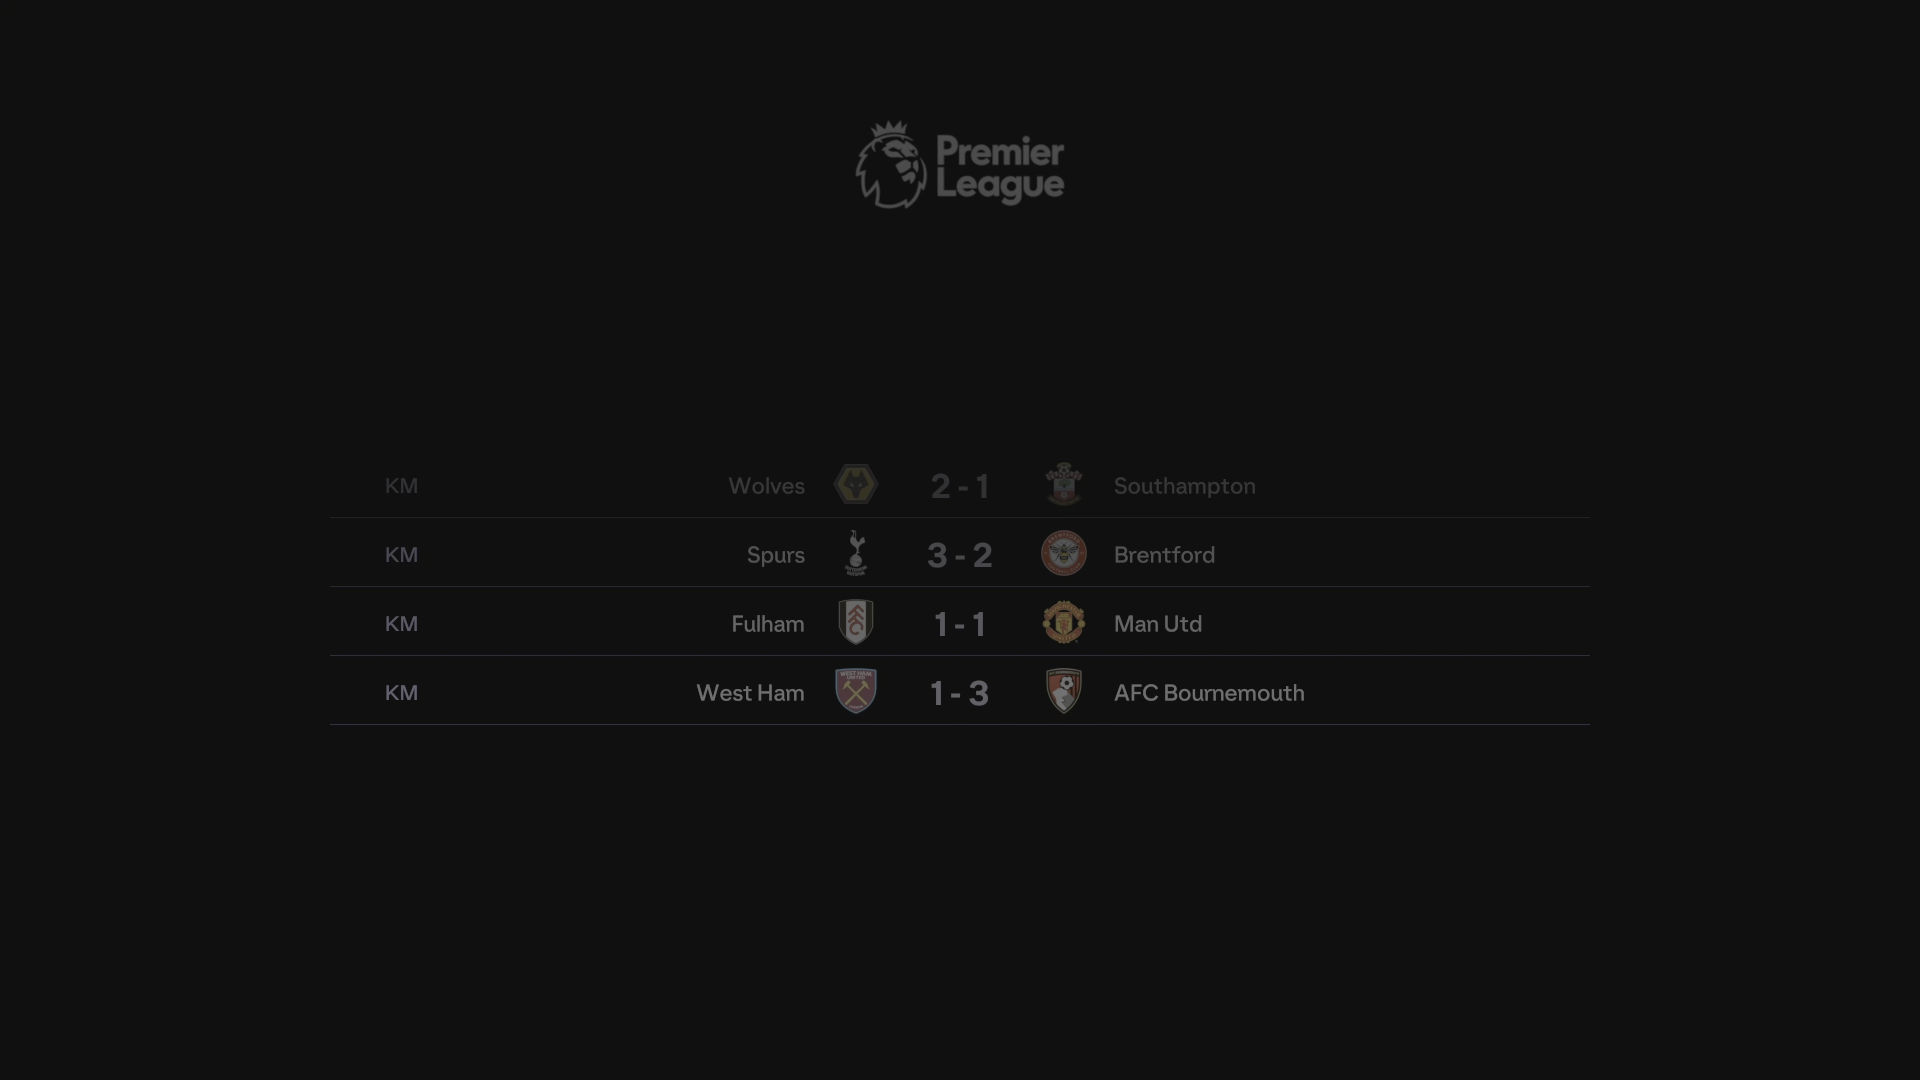 Premier
League
KM Wolves 2 - 1 Southampton
KM Spurs 3 - 2 Brentford
KM Fulham 1 - 1 Man Utd
KM West Ham 1 - 3 AFC Bournemouth